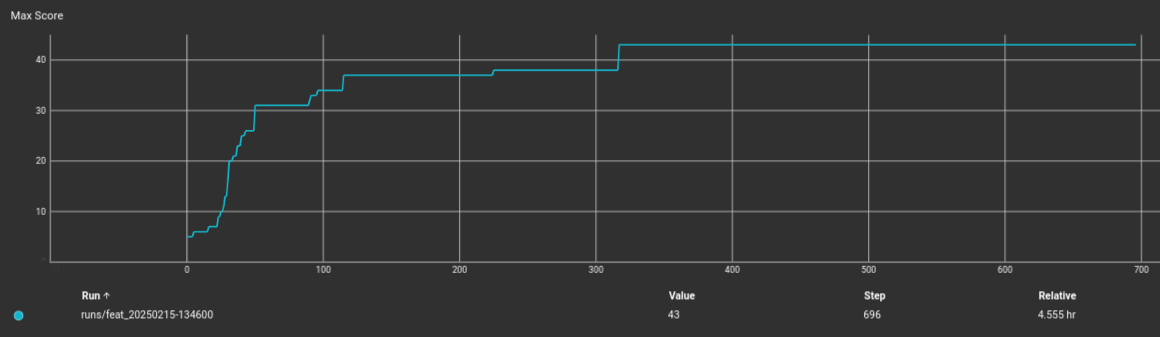 Max Score
40
30
20
10
0 100 200 300 400 500 600 700
Run ↑ Value Step Relative
runs/feat_20250215-134600 43 696 4.555 hr